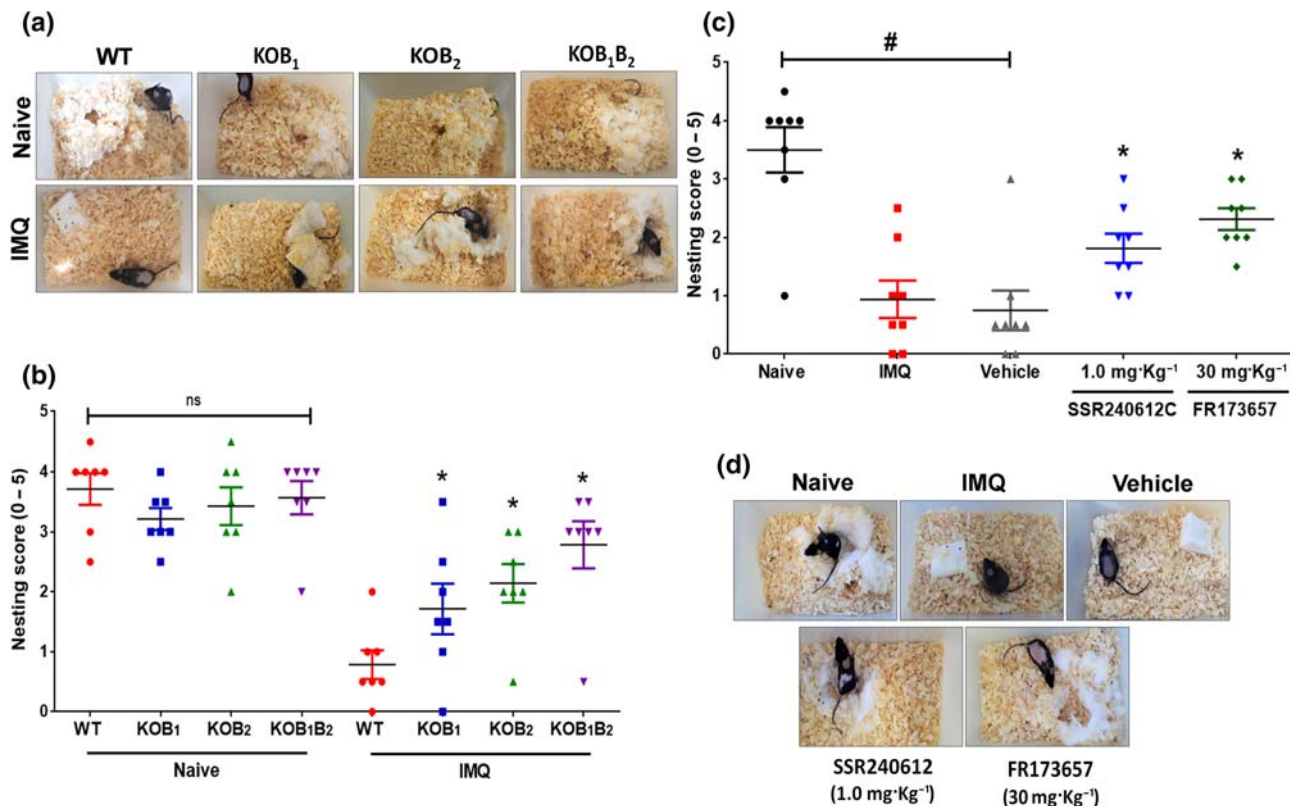 (a)
WT KOB₁ KOB₂ KOB₁B₂
Naive
IMQ
(b)
Nesting score (0 – 5)
5
4
3
2
1
0
ns
* * *
WT KOB₁ KOB₂ KOB₁B₂ WT KOB₁ KOB₂ KOB₁B₂
Naive IMQ
(c)
Nesting score (0 – 5)
5
4
3
2
1
0
#
* *
Naive IMQ Vehicle 1.0 mg·Kg⁻¹ 30 mg·Kg⁻¹
SSR240612C FR173657
(d)
Naive IMQ Vehicle
SSR240612 FR173657
(1.0 mg·Kg⁻¹) (30 mg·Kg⁻¹)